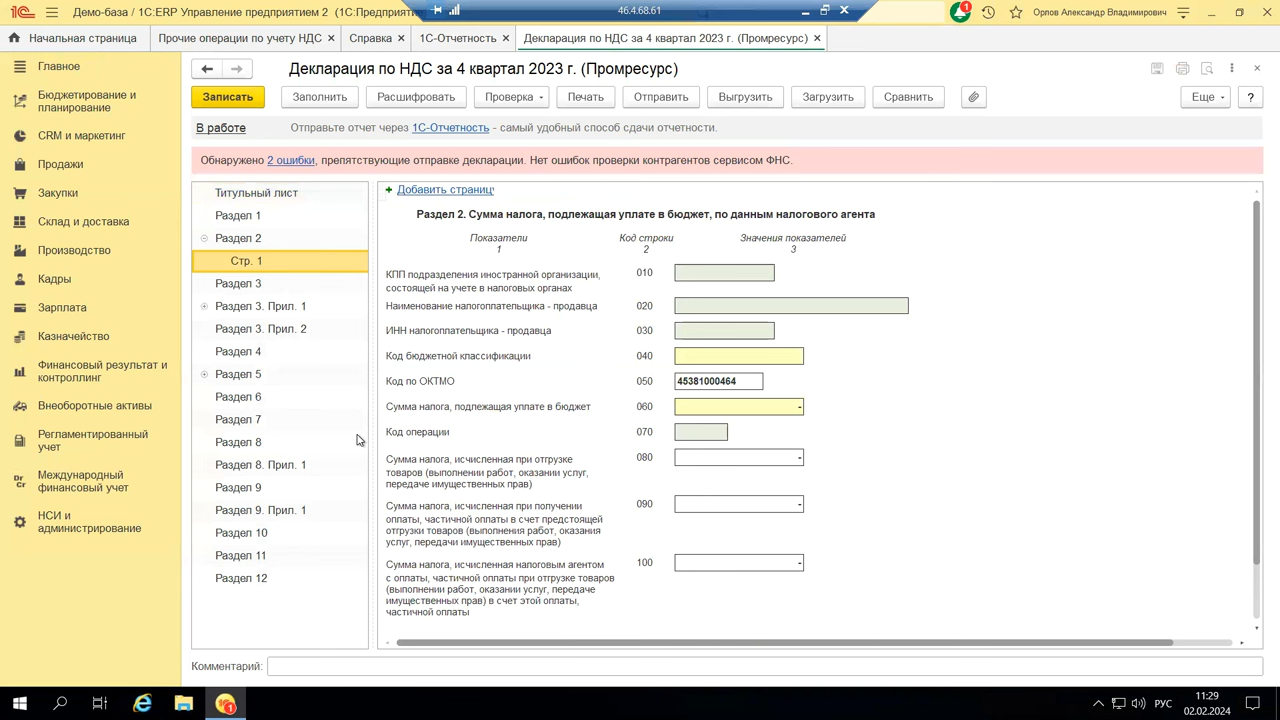 Демо-база / 1С:ERP Управление предприятием 2 (1С:Предприятие
46.4.68.61
1
Орлов Александр Владимирович
Начальная страница
Прочие операции по учету НДС
Справка
1С-Отчетность
Декларация по НДС за 4 квартал 2023 г. (Промресурс)
Главное
Бюджетирование и
планирование
CRM и маркетинг
Продажи
Закупки
Склад и доставка
Производство
Кадры
Зарплата
Казначейство
Финансовый результат и
контроллинг
Внеоборотные активы
Регламентированный
учет
Международный
финансовый учет
НСИ и
администрирование
Декларация по НДС за 4 квартал 2023 г. (Промресурс)
Записать
Заполнить
Расшифровать
Проверка
Печать
Отправить
Выгрузить
Загрузить
Сравнить
Еще
?
В работе
Отправьте отчет через 1С-Отчетность - самый удобный способ сдачи отчетности.
Обнаружено 2 ошибки, препятствующие отправке декларации. Нет ошибок проверки контрагентов сервисом ФНС.
Титульный лист
Раздел 1
Раздел 2
Стр. 1
Раздел 3
Раздел 3. Прил. 1
Раздел 3. Прил. 2
Раздел 4
Раздел 5
Раздел 6
Раздел 7
Раздел 8
Раздел 8. Прил. 1
Раздел 9
Раздел 9. Прил. 1
Раздел 10
Раздел 11
Раздел 12
Добавить страницу
Раздел 2. Сумма налога, подлежащая уплате в бюджет, по данным налогового агента
Показатели Код строки Значения показателей
1 2 3
КПП подразделения иностранной организации, 010
состоящей на учете в налоговых органах
Наименование налогоплательщика - продавца 020
ИНН налогоплательщика - продавца 030
Код бюджетной классификации 040
Код по ОКТМО 050 45381000464
Сумма налога, подлежащая уплате в бюджет 060 -
Код операции 070
Сумма налога, исчисленная при отгрузке 080 -
товаров (выполнении работ, оказании услуг,
передаче имущественных прав)
Сумма налога, исчисленная при получении 090 -
оплаты, частичной оплаты в счет предстоящей
отгрузки товаров (выполнения работ, оказания
услуг, передачи имущественных прав)
Сумма налога, исчисленная налоговым агентом 100 -
с оплаты, частичной оплаты при отгрузке товаров
(выполнении работ, оказании услуг, передаче
имущественных прав) в счет этой оплаты,
частичной оплаты
Комментарий:
РУС
11:29
02.02.2024